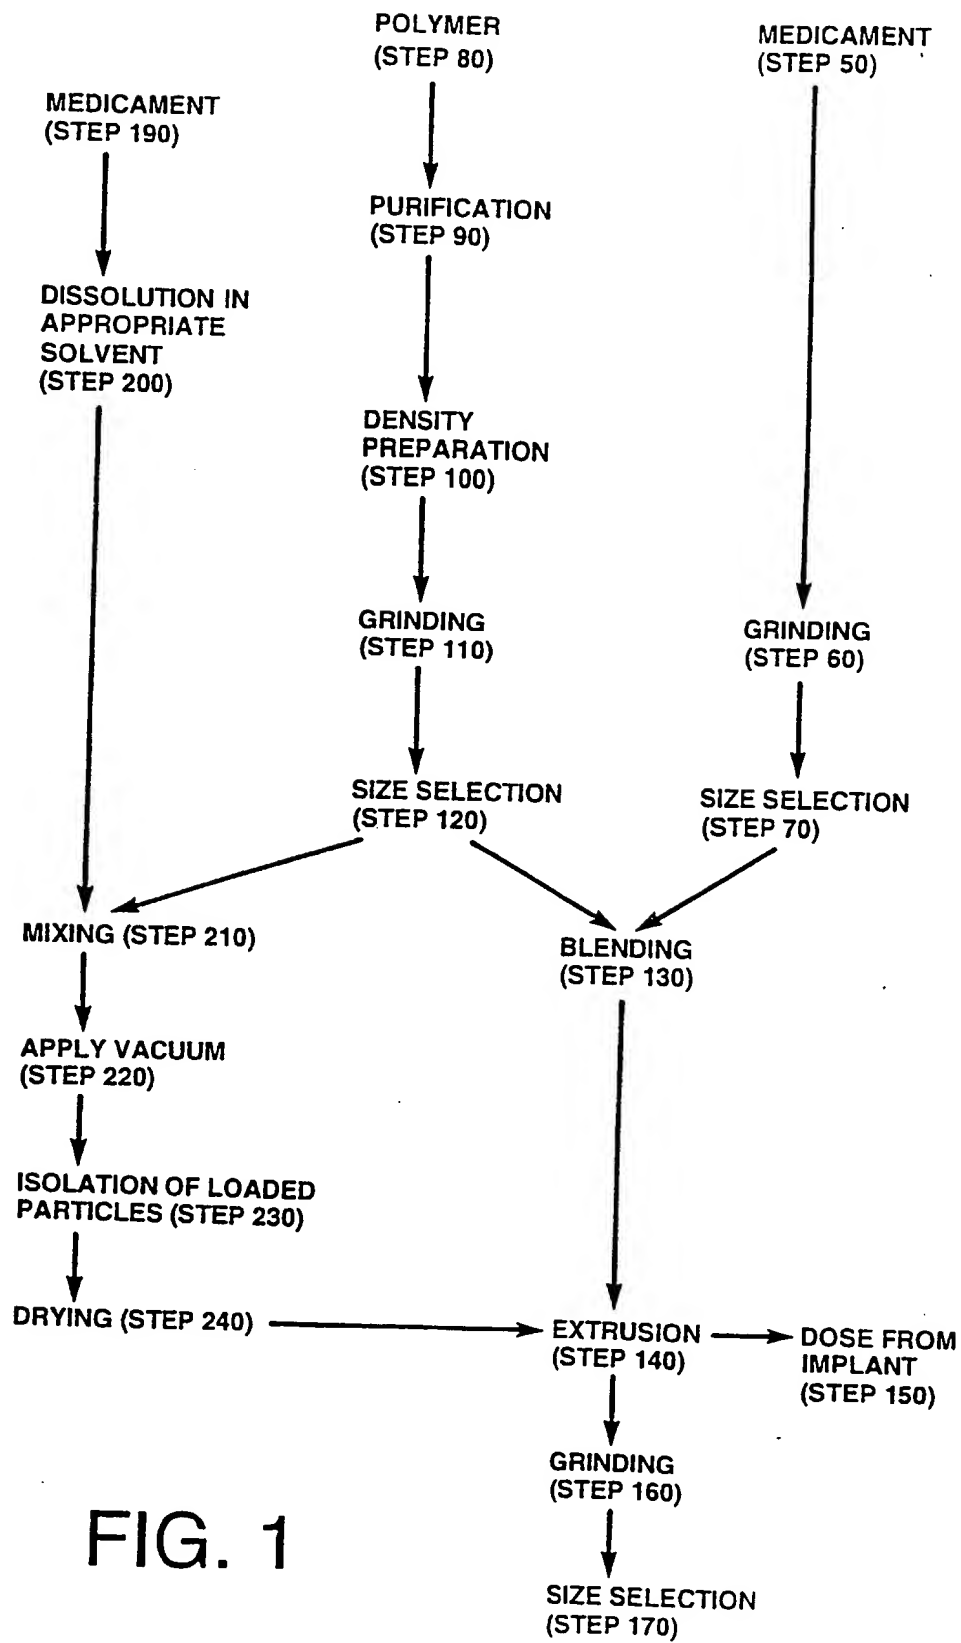 POLYMER
(STEP 80)
MEDICAMENT
(STEP 50)
MEDICAMENT
(STEP 190)
PURIFICATION
(STEP 90)
DISSOLUTION IN
APPROPRIATE
SOLVENT
(STEP 200)
DENSITY
PREPARATION
(STEP 100)
GRINDING
(STEP 110)
GRINDING
(STEP 60)
SIZE SELECTION
(STEP 120)
SIZE SELECTION
(STEP 70)
MIXING (STEP 210)
BLENDING
(STEP 130)
APPLY VACUUM
(STEP 220)
ISOLATION OF LOADED
PARTICLES (STEP 230)
DRYING (STEP 240)
EXTRUSION
(STEP 140)
DOSE FROM
IMPLANT
(STEP 150)
GRINDING
(STEP 160)
SIZE SELECTION
(STEP 170)
FIG. 1